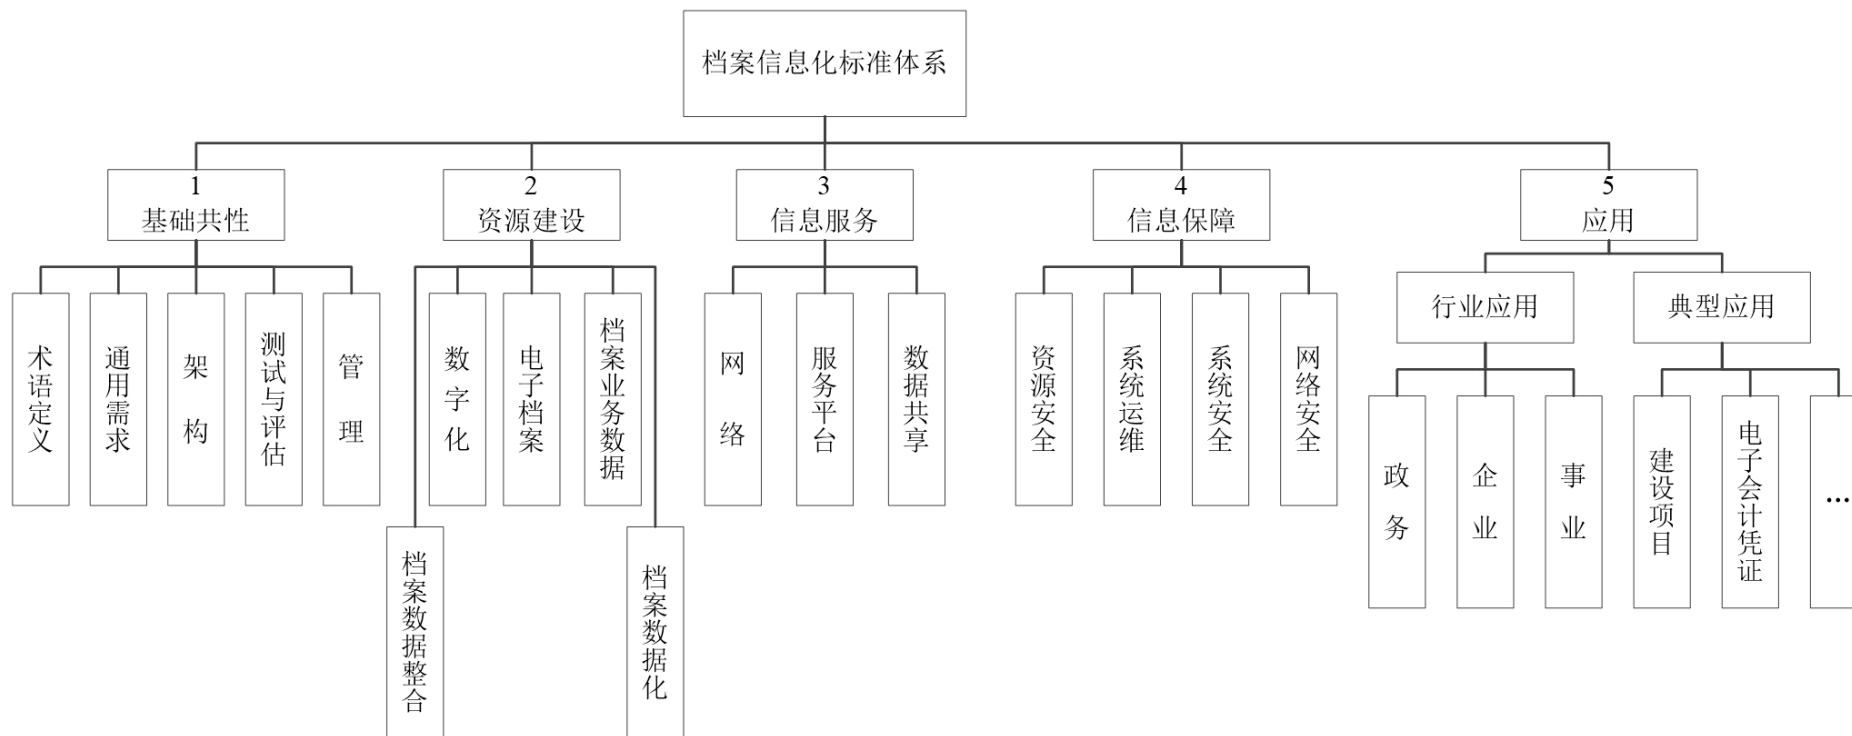 档案信息化标准体系
1
基础共性
2
资源建设
3
信息服务
4
信息保障
5
应用
行业应用
典型应用
术语定义
通用需求
架构
测试与评估
管理
数字化
电子档案
档案业务数据
网络
服务平台
数据共享
资源安全
系统运维
系统安全
网络安全
政务
企业
事业
建设项目
电子会计凭证
...
档案数据整合
档案数据化